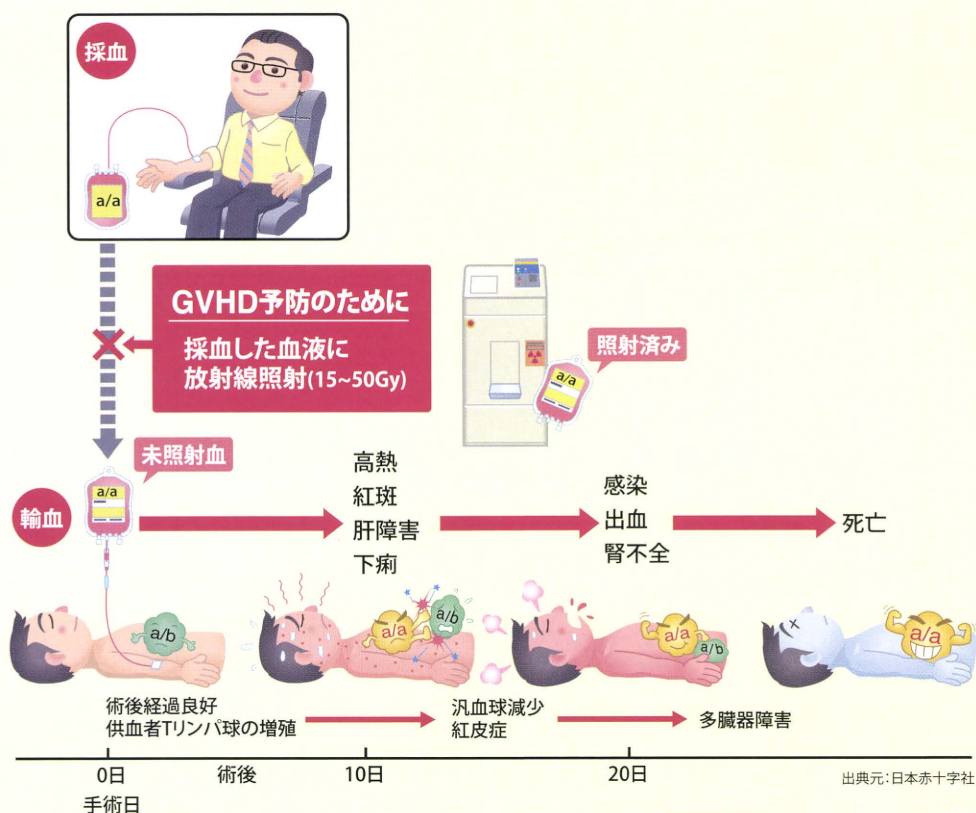 採血
a/a
GVHD予防のために
採血した血液に
放射線照射(15~50Gy)
照射済み
a/a
未照射血
a/a
輸血
高熱
紅斑
肝障害
下痢
感染
出血
腎不全
死亡
a/b
a/a
a/b
a/a
a/b
a/a
術後経過良好
供血者Tリンパ球の増殖
汎血球減少
紅皮症
多臓器障害
0日
術後
10日
20日
手術日
出典元:日本赤十字社